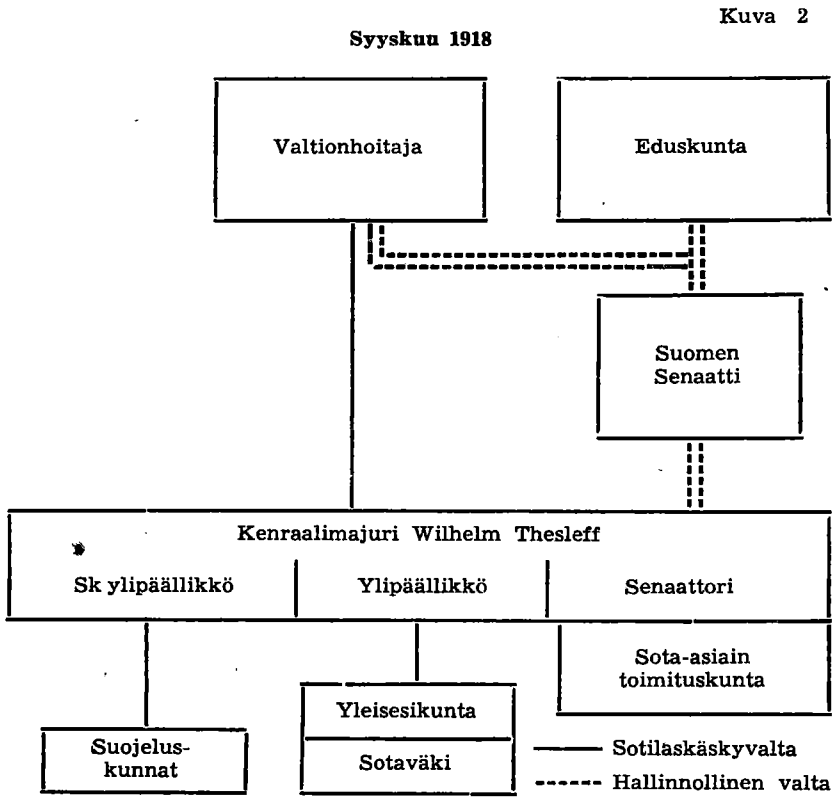 Kuva 2
Syyskuu 1918
Valtionhoitaja
Eduskunta
Suomen
Senaatti
Kenraalimajuri Wilhelm Thesleff
Sk ylipäällikkö
Ylipäällikkö
Senaattori
Sota-asiain
toimituskunta
Yleisesikunta
Sotaväki
Suojelus-
kunnat
Sotilaskäskyvalta
Hallinnollinen valta